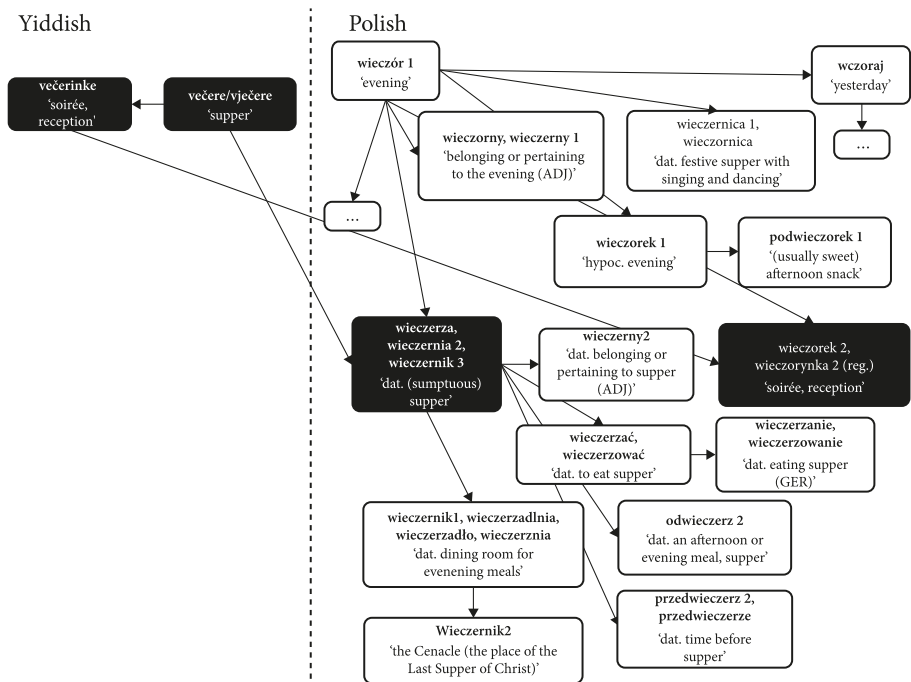 Yiddish
Polish
večerinke
‘soirée,
reception'
večere/vječere
‘supper’
wieczór 1
‘evening’
wczoraj
‘yesterday’
…
wieczorny, wieczerny 1
‘belonging or pertaining
to the evening (ADJ)’
wieczernica 1,
wieczornica
‘dat. festive supper with
singing and dancing’
…
wieczorek 1
‘hypoc. evening’
podwieczorek 1
‘(usually sweet)
afternoon snack’
wieczerza,
wieczernia 2,
wieczernik 3
‘dat. (sumptuous)
supper’
wieczerny2
‘dat. belonging or
pertaining to supper
(ADJ)’
wieczorek 2,
wieczorynka 2 (reg.)
‘soirée, reception’
wieczerzać,
wieczerzować
‘dat. to eat supper’
wieczerzanie,
wieczerzowanie
‘dat. eating supper
(GER)’
wieczernik1, wieczerzadlnia,
wieczerzadło, wieczerznia
‘dat. dining room for
evenening meals’
odwieczerz 2
‘dat. an afternoon or
evening meal, supper’
przedwieczerz 2,
przedwieczerze
‘dat. time before
supper’
Wieczernik2
‘the Cenacle (the place of the
Last Supper of Christ)’